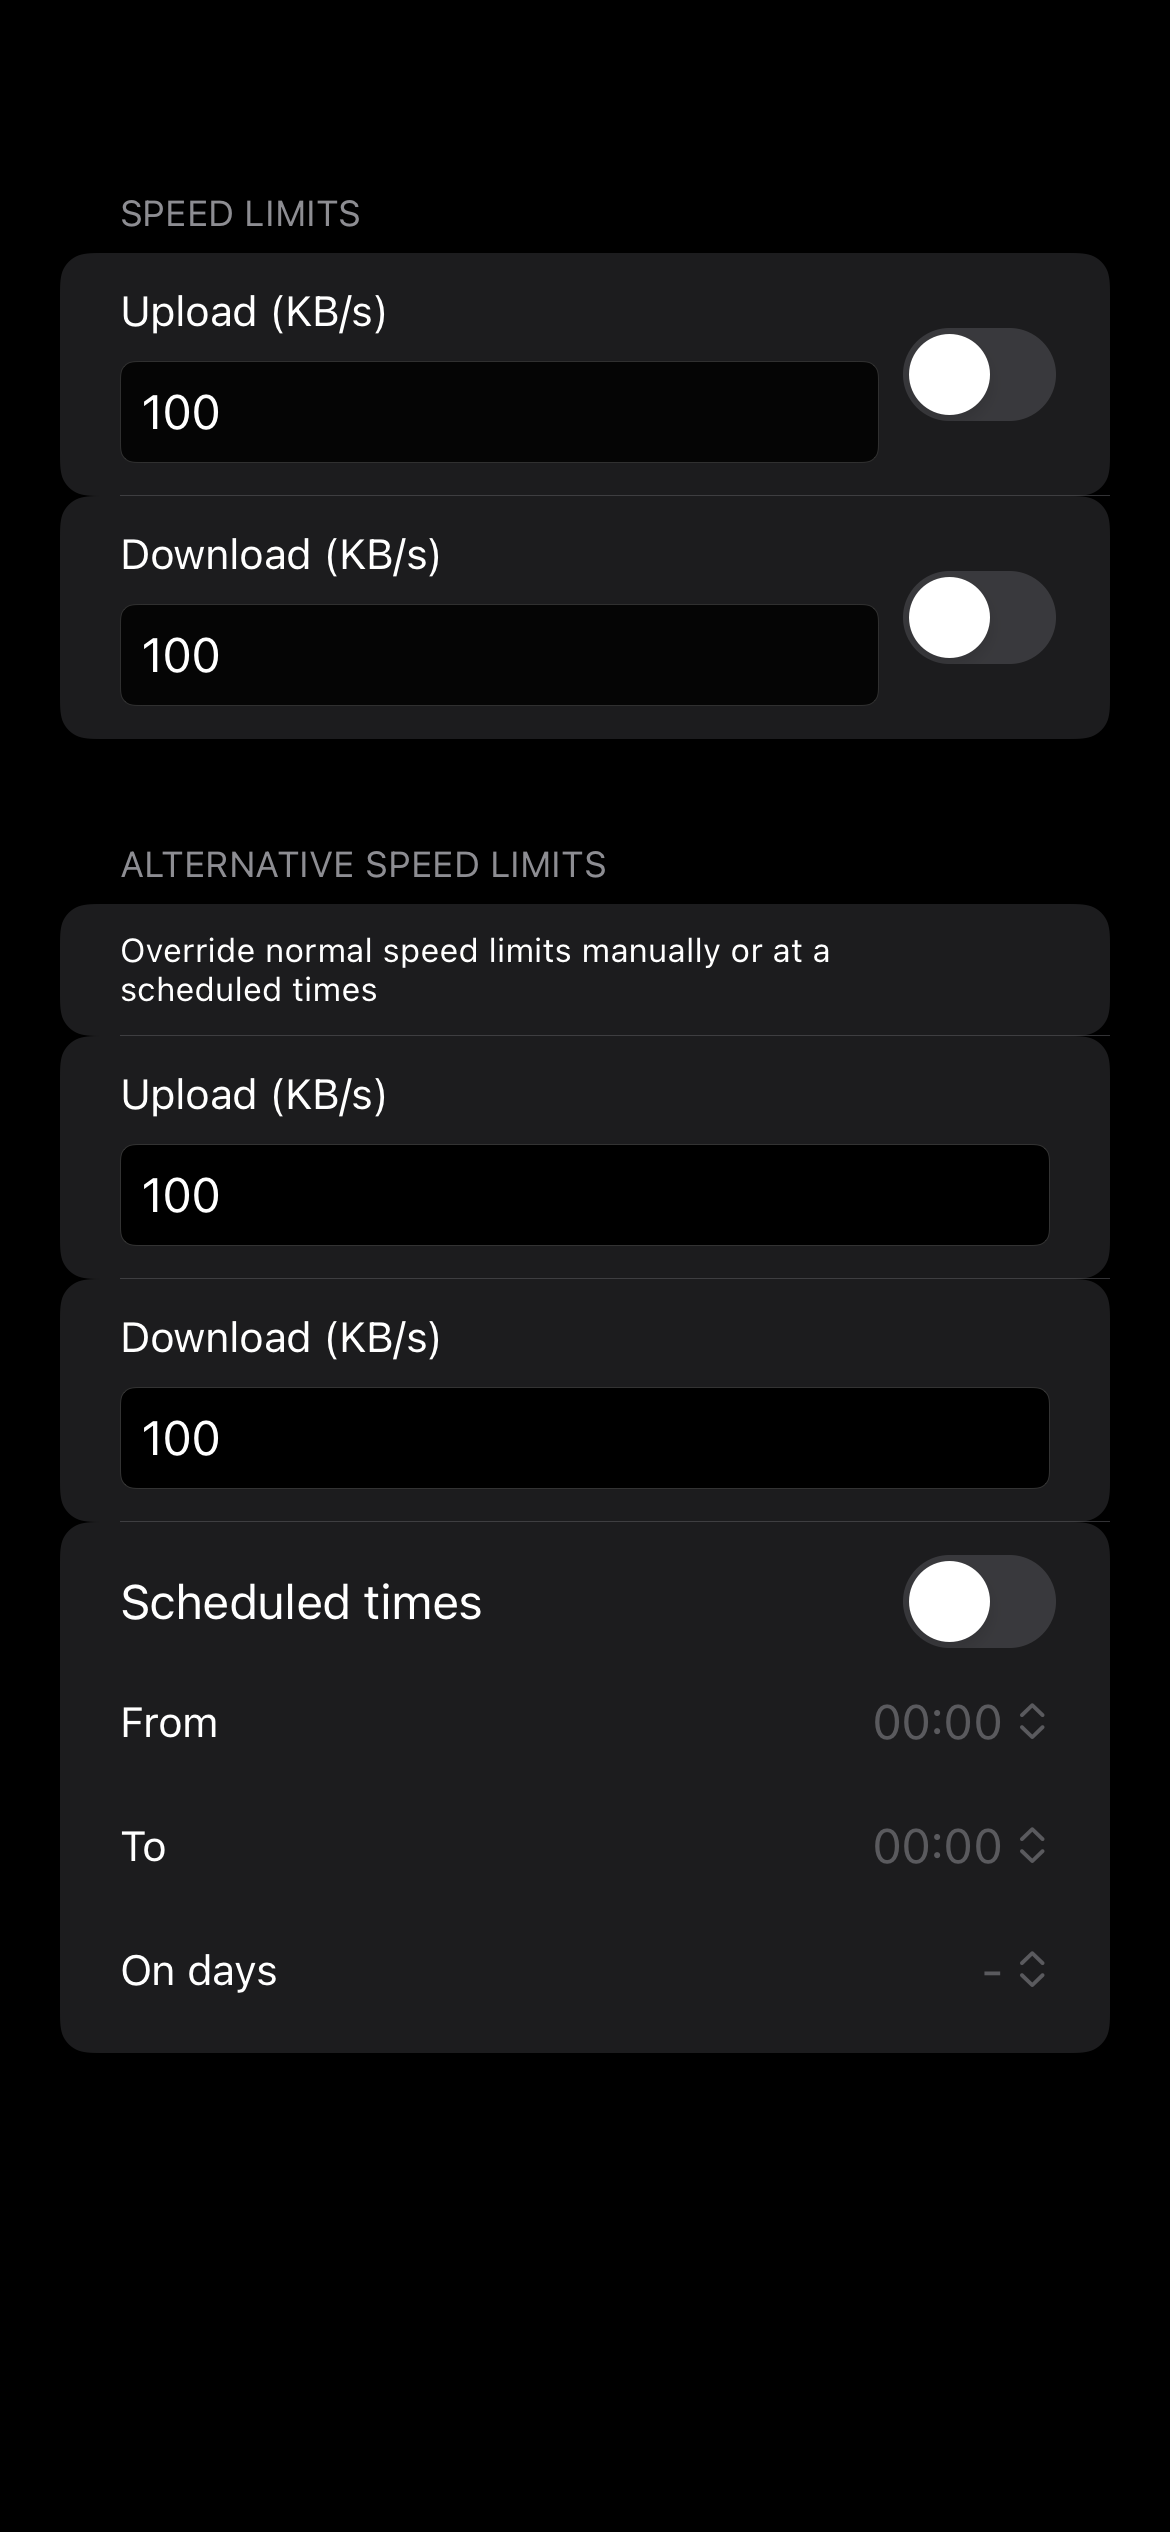 SPEED LIMITS
Upload (KB/s)
100
Download (KB/s)
100
ALTERNATIVE SPEED LIMITS
Override normal speed limits manually or at a
scheduled times
Upload (KB/s)
100
Download (KB/s)
100
Scheduled times
From 00:00
To 00:00
On days -